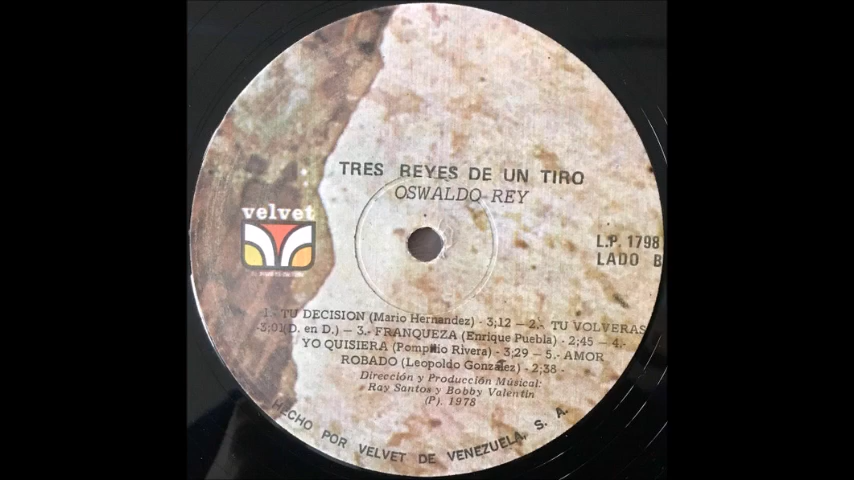 TRES REYES DE UN TIRO
OSWALDO REY
velvet
L.P. 1798
LADO B
1.- TU DECISION (Mario Hernandez) - 3;12 – 2.- TU VOLVERAS
-3;01(D. en D.) – 3.- FRANQUEZA (Enrique Puebla) - 2;45 – 4.-
YO QUISIERA (Pompilio Rivera) - 3;29 – 5.- AMOR
ROBADO (Leopoldo González) - 2;38 -
Dirección y Producción Músical:
Ray Santos y Bobby Valentin
(P). 1978
HECHO POR VELVET DE VENEZUELA, S. A.